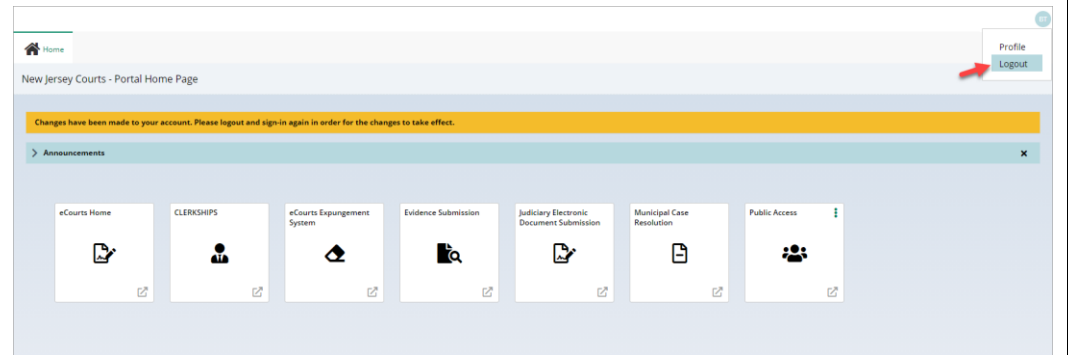 BT
Home
Profile
Logout
New Jersey Courts - Portal Home Page
Changes have been made to your account. Please logout and sign-in again in order for the changes to take effect.
Announcements
eCourts Home
CLERKSHIPS
eCourts Expungement
System
Evidence Submission
Judiciary Electronic
Document Submission
Municipal Case
Resolution
Public Access